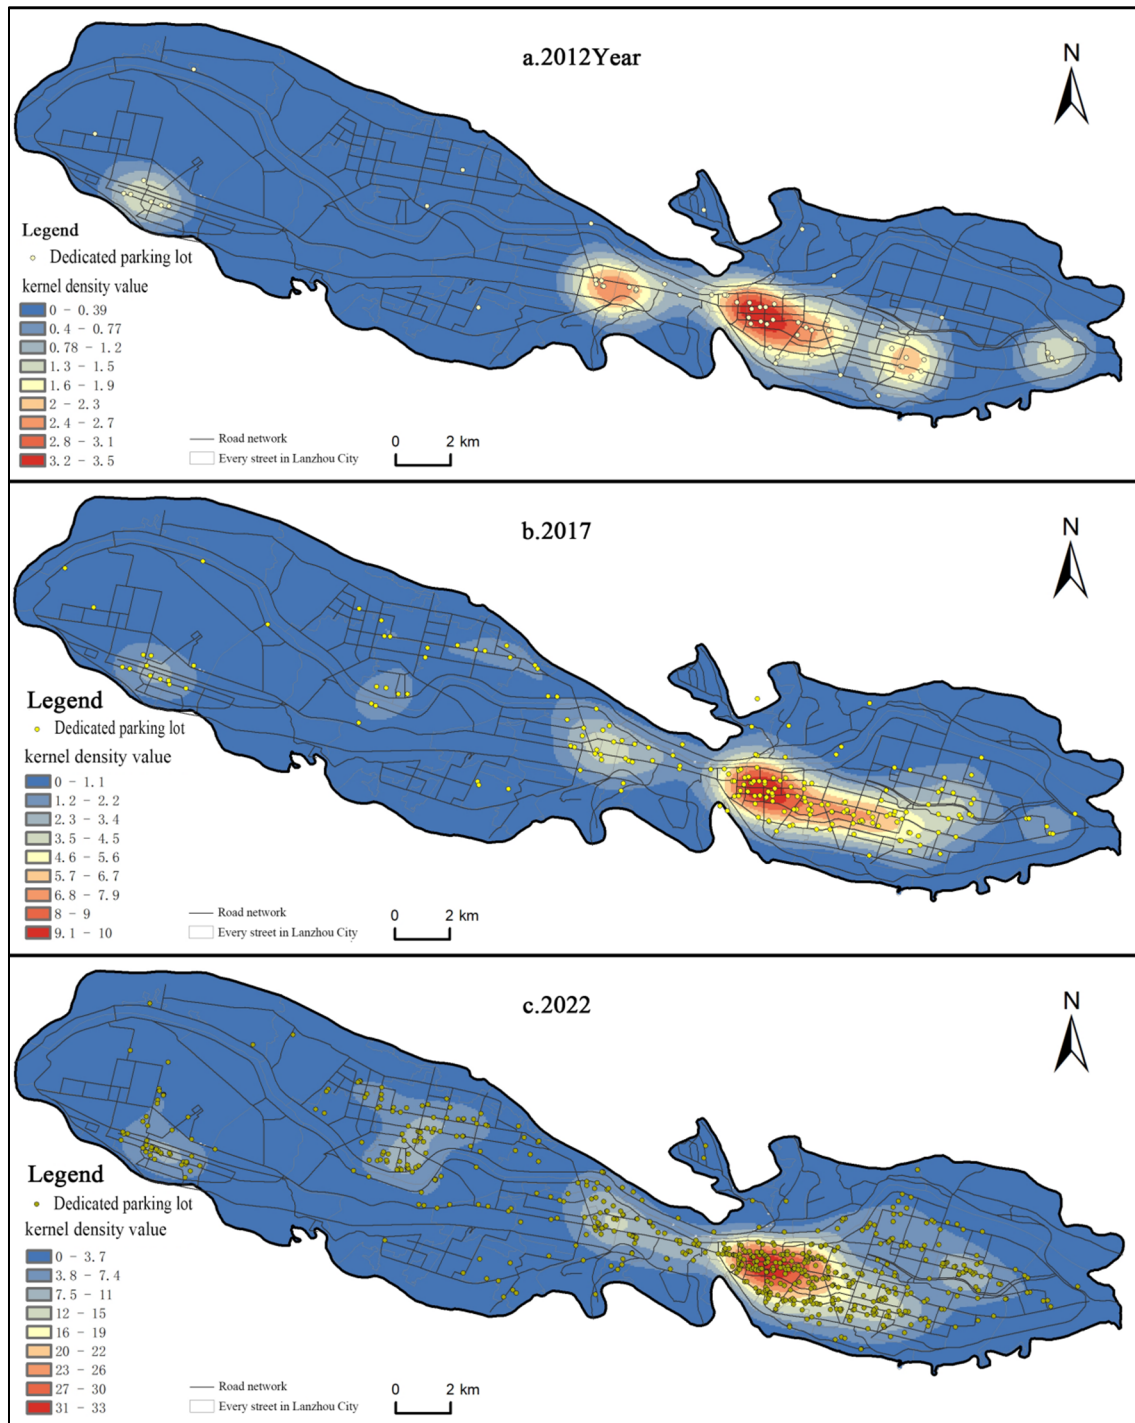 a.2012Year
N
Legend
Dedicated parking lot
kernel density value
0 - 0.39
0.4 - 0.77
0.78 - 1.2
1.3 - 1.5
1.6 - 1.9
2 - 2.3
2.4 - 2.7
2.8 - 3.1
3.2 - 3.5
Road network
Every street in Lanzhou City
0 2 km
b.2017
N
Legend
Dedicated parking lot
kernel density value
0 - 1.1
1.2 - 2.2
2.3 - 3.4
3.5 - 4.5
4.6 - 5.6
5.7 - 6.7
6.8 - 7.9
8 - 9
9.1 - 10
Road network
Every street in Lanzhou City
0 2 km
c.2022
N
Legend
Dedicated parking lot
kernel density value
0 - 3.7
3.8 - 7.4
7.5 - 11
12 - 15
16 - 19
20 - 22
23 - 26
27 - 30
31 - 33
Road network
Every street in Lanzhou City
0 2 km